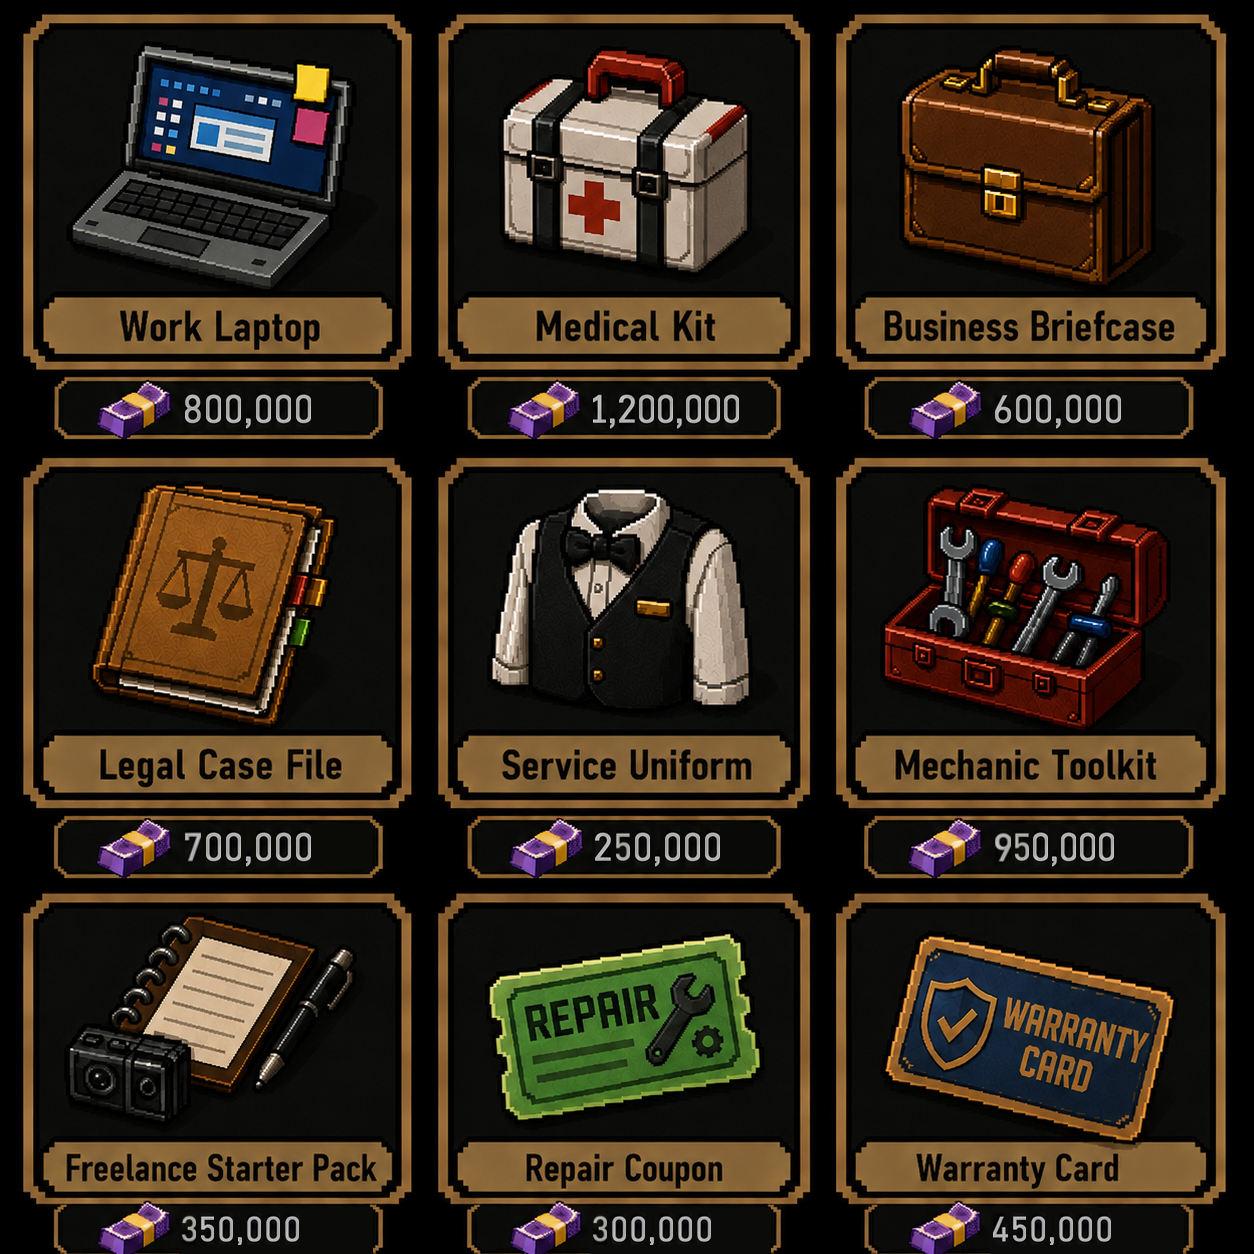 Work Laptop
Medical Kit
Business Briefcase
800,000
1,200,000
600,000
Legal Case File
Service Uniform
Mechanic Toolkit
700,000
250,000
950,000
REPAIR
WARRANTY
CARD
Freelance Starter Pack
Repair Coupon
Warranty Card
350,000
300,000
450,000